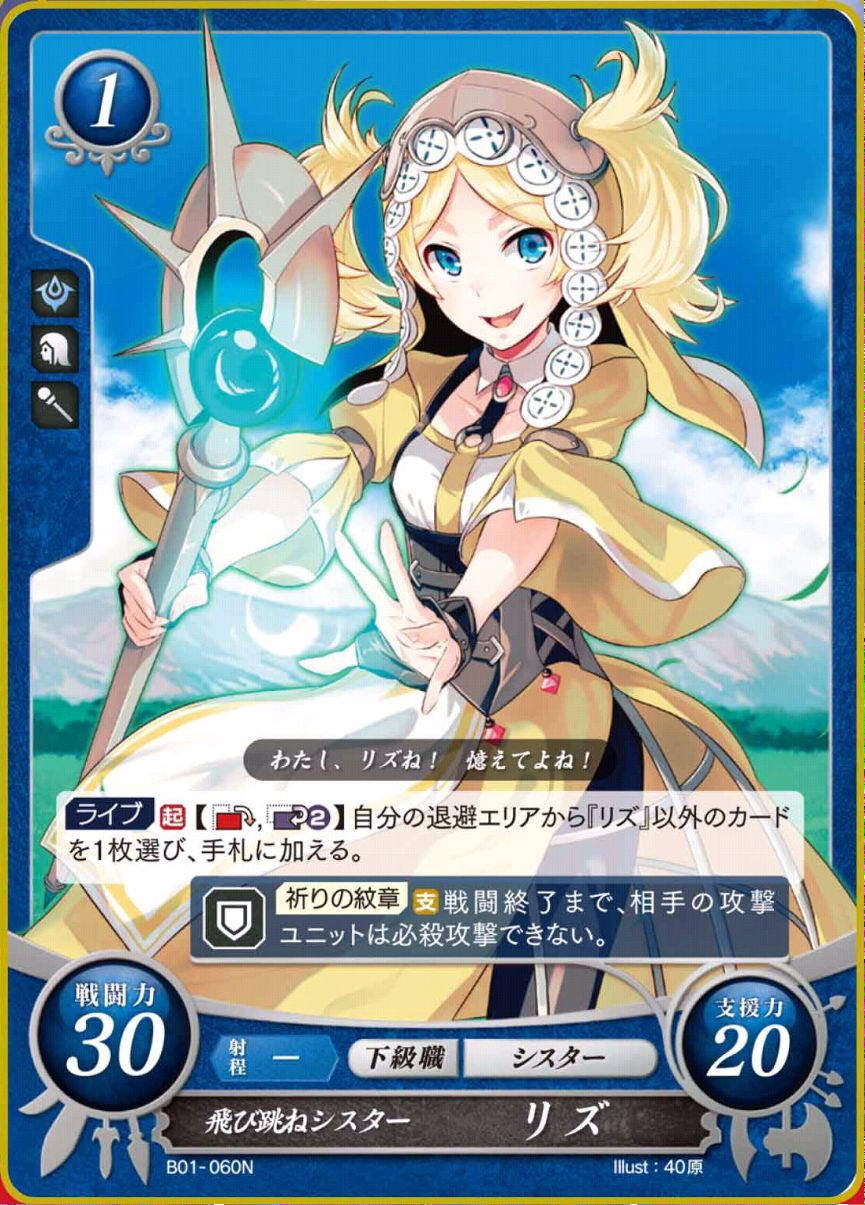 1
わたし、リズね！　憶えてよね！
ライブ 起【 , 2】自分の退避エリアから『リズ』以外のカード
を1枚選び、手札に加える。
祈りの紋章 支 戦闘終了まで、相手の攻撃
ユニットは必殺攻撃できない。
戦闘力
30
射程 ―
下級職 シスター
支援力
20
飛び跳ねシスター リズ
B01-060N Illust：40原